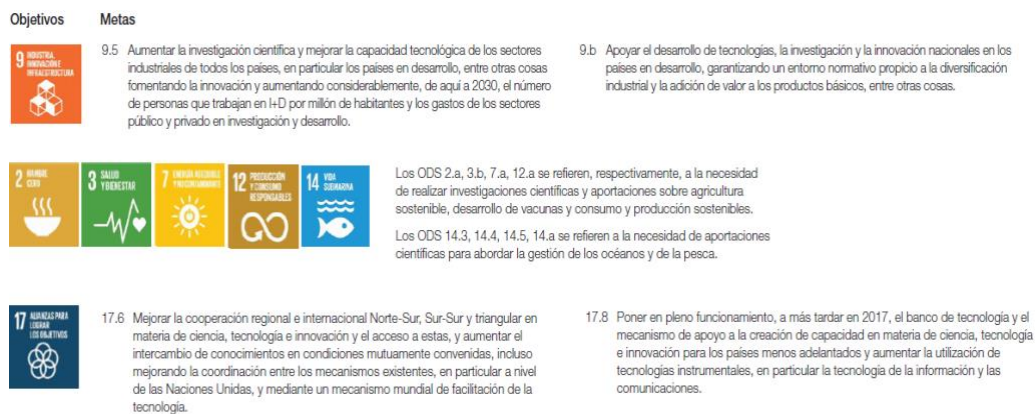 Objetivos Metas
9 INDUSTRIA,
INNOVACIÓN E
INFRAESTRUCTURA
9.5 Aumentar la investigación científica y mejorar la capacidad tecnológica de los sectores
industriales de todos los países, en particular los países en desarrollo, entre otras cosas
fomentando la innovación y aumentando considerablemente, de aquí a 2030, el número
de personas que trabajan en I+D por millón de habitantes y los gastos de los sectores
público y privado en investigación y desarrollo.
9.b Apoyar el desarrollo de tecnologías, la investigación y la innovación nacionales en los
países en desarrollo, garantizando un entorno normativo propicio a la diversificación
industrial y la adición de valor a los productos básicos, entre otras cosas.
2 HAMBRE
CERO
3 SALUD
Y BIENESTAR
7 ENERGÍA ASEQUIBLE
Y NO CONTAMINANTE
12 PRODUCCIÓN
Y CONSUMO
RESPONSABLES
14 VIDA
SUBMARINA
Los ODS 2.a, 3.b, 7.a, 12.a se refieren, respectivamente, a la necesidad
de realizar investigaciones científicas y aportaciones sobre agricultura
sostenible, desarrollo de vacunas y consumo y producción sostenibles.
Los ODS 14.3, 14.4, 14.5, 14.a se refieren a la necesidad de aportaciones
científicas para abordar la gestión de los océanos y de la pesca.
17 ALIANZAS PARA
LOGRAR
LOS OBJETIVOS
17.6 Mejorar la cooperación regional e internacional Norte-Sur, Sur-Sur y triangular en
materia de ciencia, tecnología e innovación y el acceso a estas, y aumentar el
intercambio de conocimientos en condiciones mutuamente convenidas, incluso
mejorando la coordinación entre los mecanismos existentes, en particular a nivel
de las Naciones Unidas, y mediante un mecanismo mundial de facilitación de la
tecnología.
17.8 Poner en pleno funcionamiento, a más tardar en 2017, el banco de tecnología y el
mecanismo de apoyo a la creación de capacidad en materia de ciencia, tecnología
e innovación para los países menos adelantados y aumentar la utilización de
tecnologías instrumentales, en particular la tecnología de la información y las
comunicaciones.